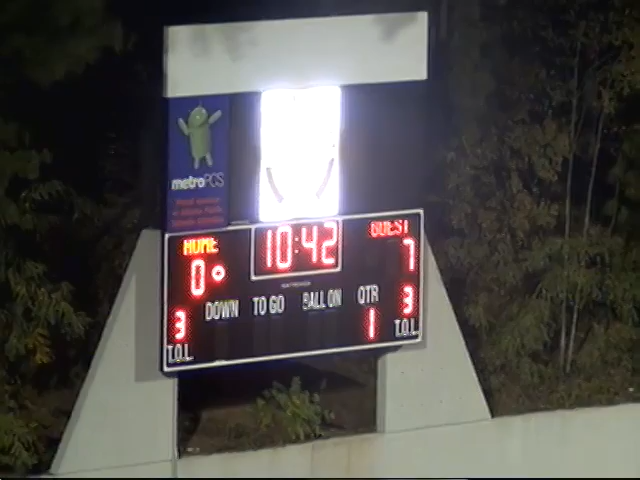 metroPCS
HOME 10:42 GUEST
0 7
DOWN TO GO BALL ON QTR
3 1 3
T.O.L. T.O.L.